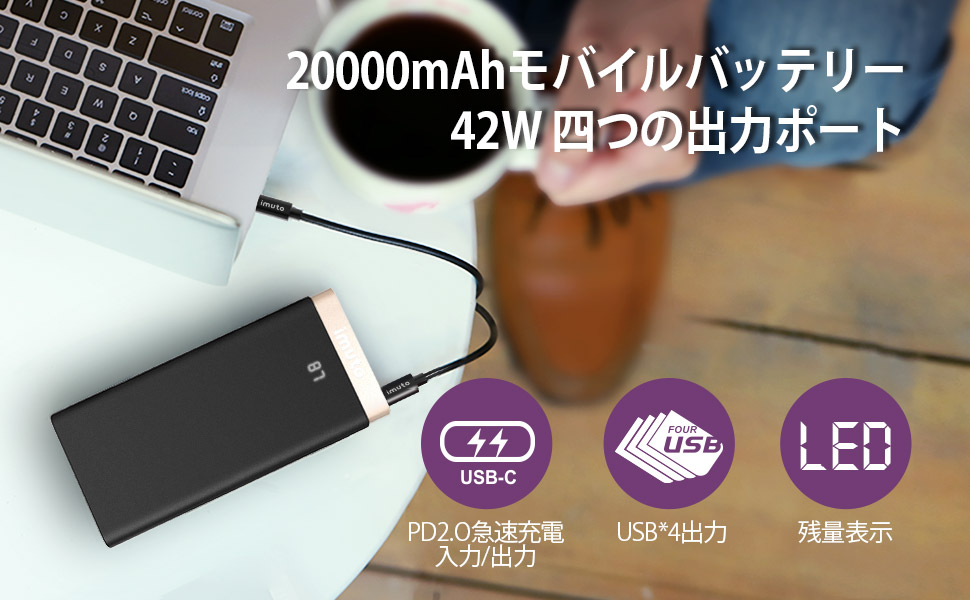 20000mAhモバイルバッテリー
42W 四つの出力ポート
imuto
imuto
87
imuto
USB-C
FOUR
USB
LED
PD2.0急速充電
入力/出力
USB*4出力
残量表示